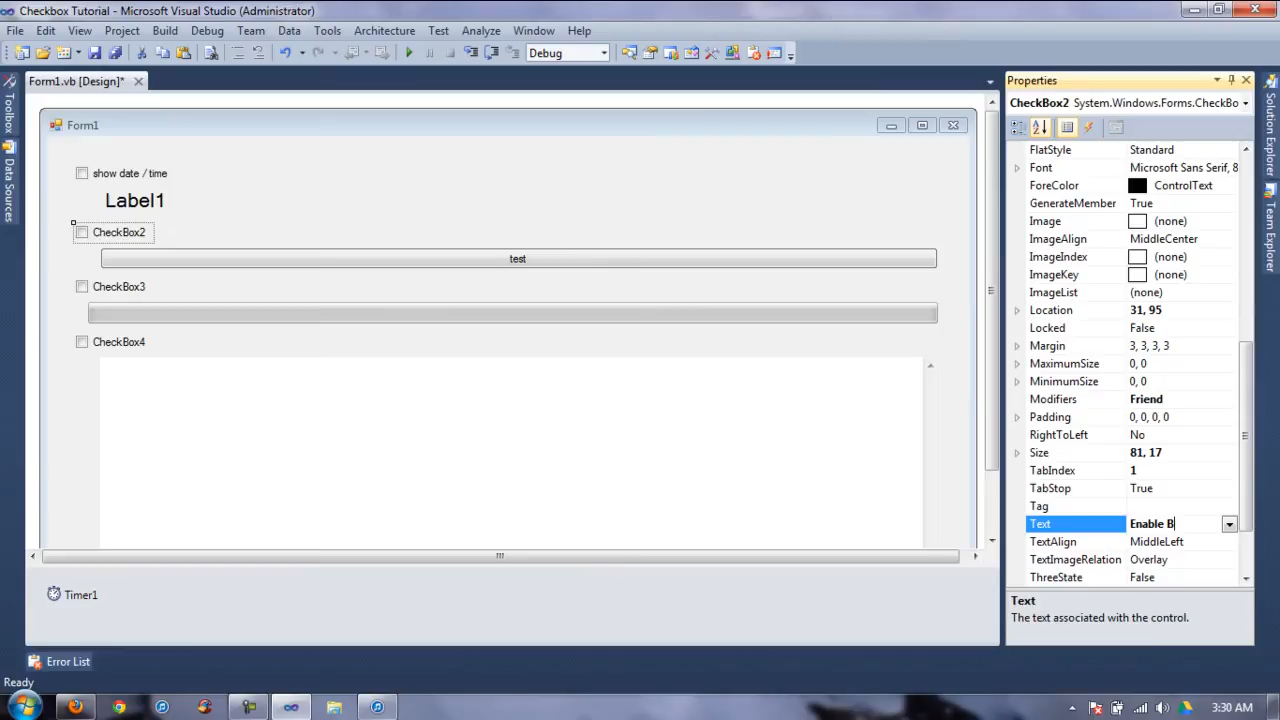 Checkbox Tutorial - Microsoft Visual Studio (Administrator)
File Edit View Project Build Debug Team Data Tools Architecture Test Analyze Window Help
Debug
Form1.vb [Design]*
Toolbox
Data Sources
Form1
show date / time
Label1
CheckBox2
test
CheckBox3
CheckBox4
Timer1
Properties
CheckBox2 System.Windows.Forms.CheckBo
FlatStyle Standard
Font Microsoft Sans Serif, 8
ForeColor ControlText
GenerateMember True
Image (none)
ImageAlign MiddleCenter
ImageIndex (none)
ImageKey (none)
ImageList (none)
Location 31, 95
Locked False
Margin 3, 3, 3, 3
MaximumSize 0, 0
MinimumSize 0, 0
Modifiers Friend
Padding 0, 0, 0, 0
RightToLeft No
Size 81, 17
TabIndex 1
TabStop True
Tag
Text Enable B
TextAlign MiddleLeft
TextImageRelation Overlay
ThreeState False
Text
The text associated with the control.
Solution Explorer
Team Explorer
Error List
Ready
3:30 AM